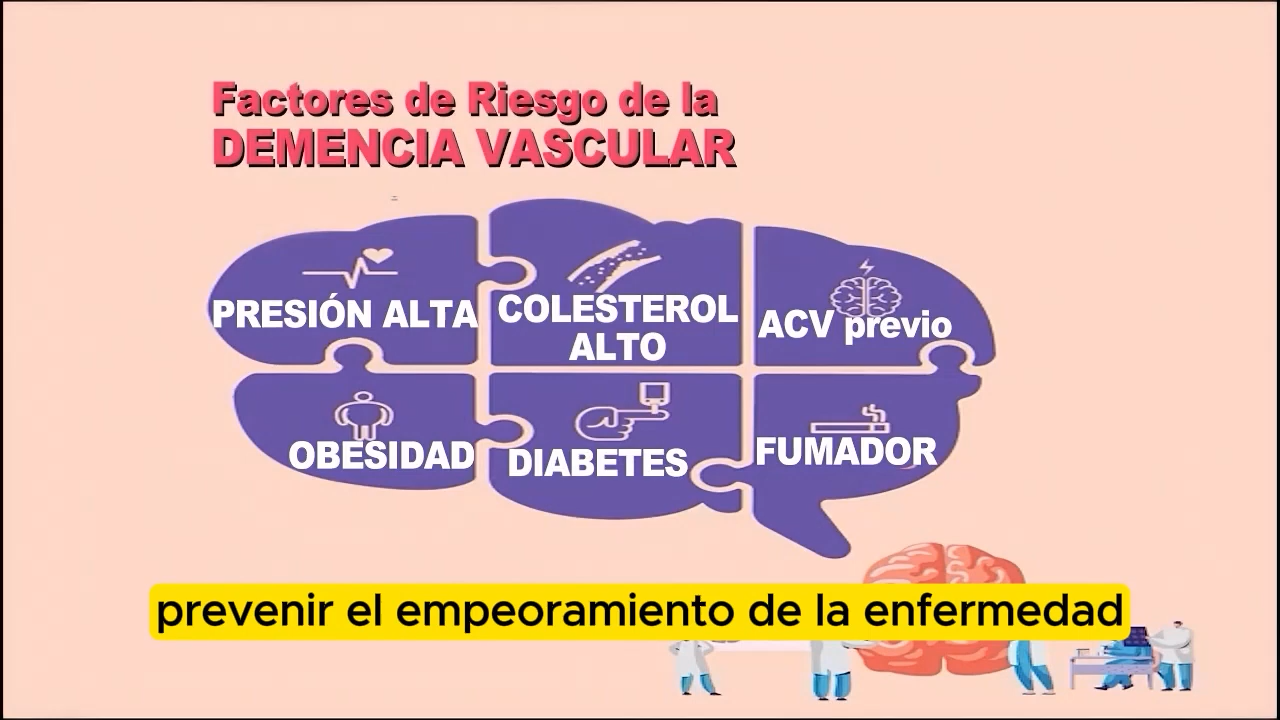 Factores de Riesgo de la
DEMENCIA VASCULAR
PRESIÓN ALTA
COLESTEROL
ALTO
ACV previo
OBESIDAD
DIABETES
FUMADOR
prevenir el empeoramiento de la enfermedad